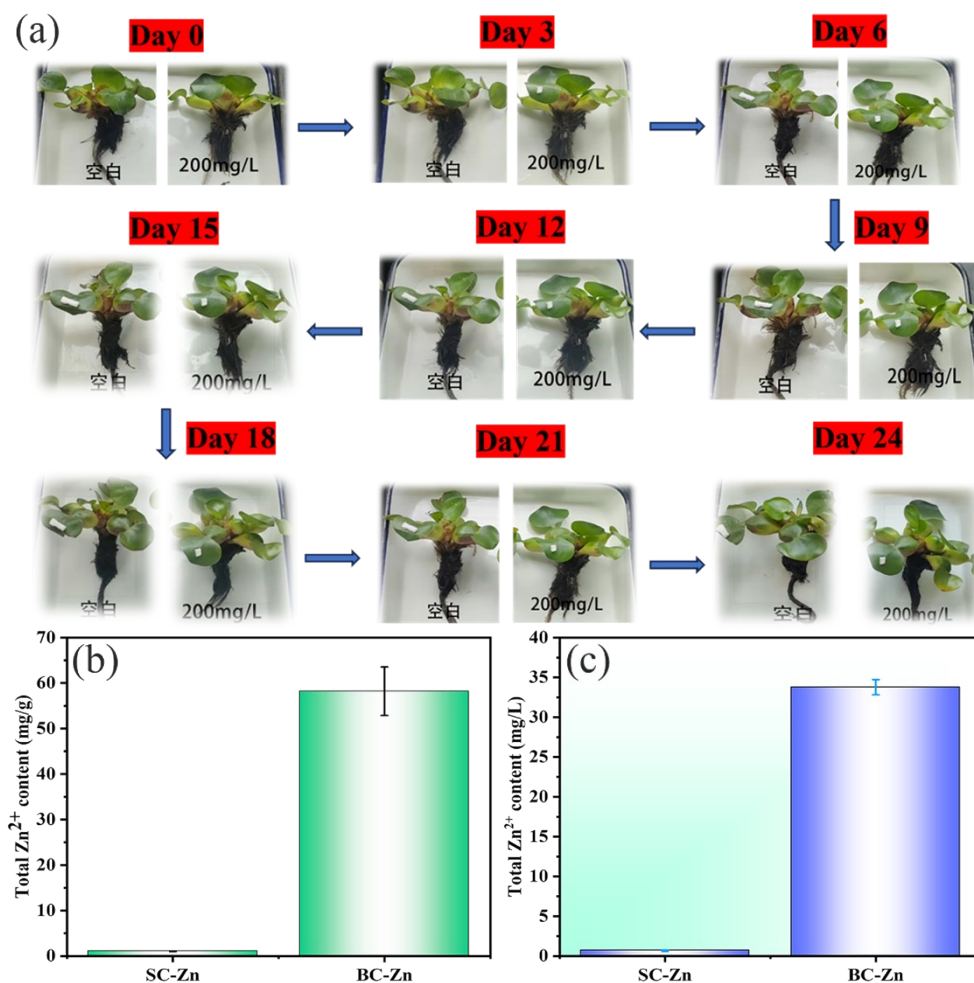 (a)
Day 0
Day 3
Day 6
空白
200mg/L
空白
200mg/L
空白
200mg/L
Day 15
Day 12
Day 9
空白
200mg/L
空白
200mg/L
空白
200mg/L
Day 18
Day 21
Day 24
空白
200mg/L
空白
200mg/L
空白
200mg/L
(b)
Total Zn²⁺ content (mg/g)
70
60
50
40
30
20
10
0
SC-Zn
BC-Zn
(c)
Total Zn²⁺ content (mg/L)
40
35
30
25
20
15
10
5
0
SC-Zn
BC-Zn